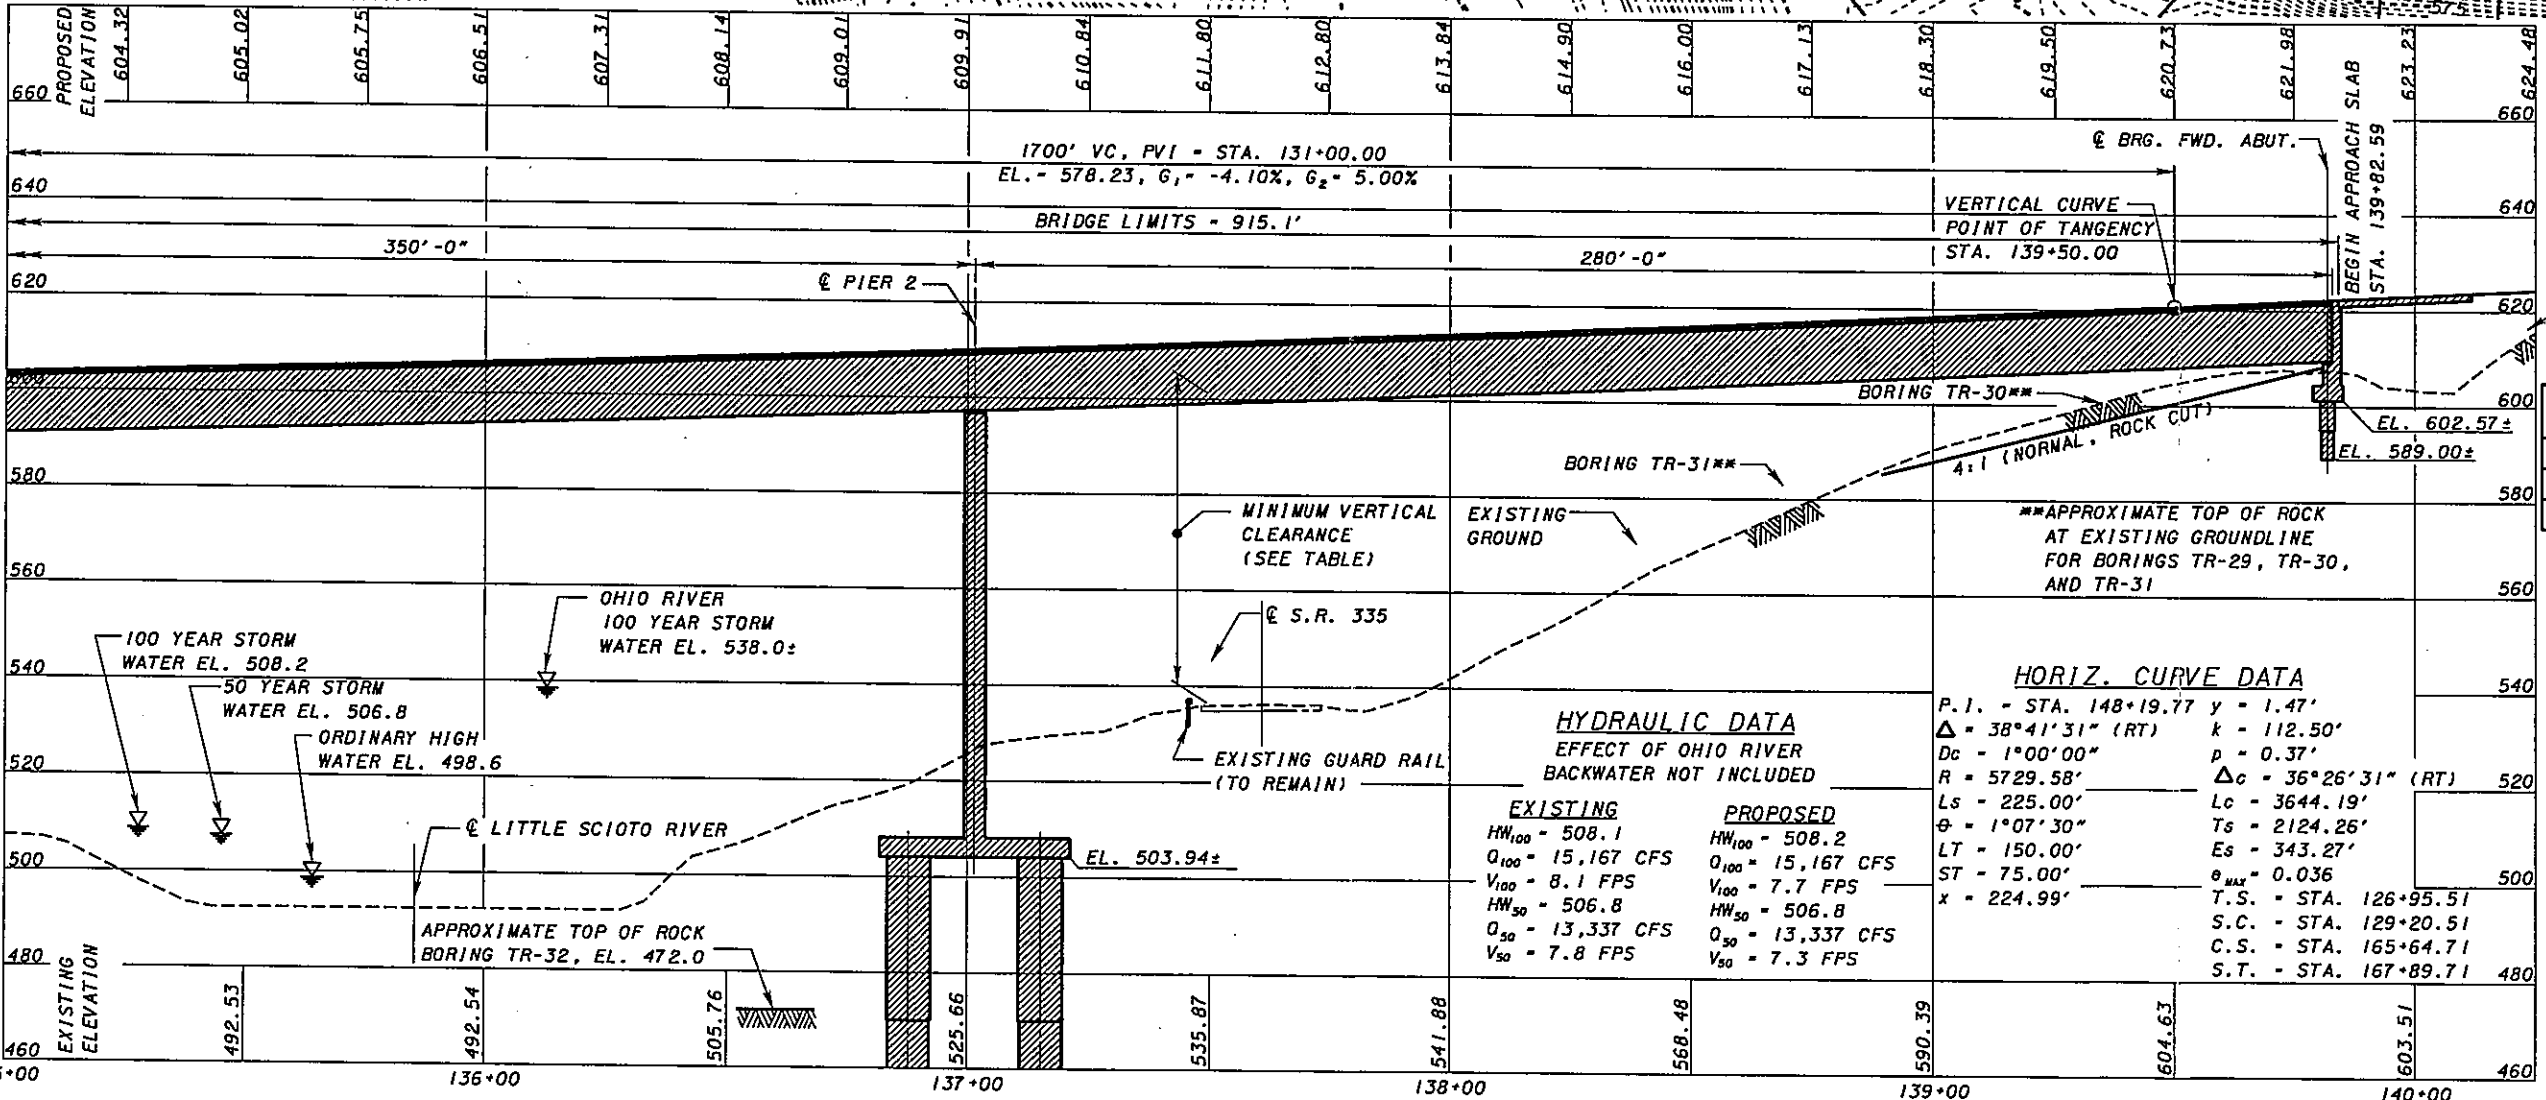 575
PROPOSED
ELEVATION
604.32
605.02
605.75
606.51
607.31
608.14
609.01
609.91
610.84
611.80
612.80
613.84
614.90
616.00
617.13
618.30
619.50
620.73
621.98
623.23
624.48
660
660
1700' VC, PVI = STA. 131+00.00
EL.= 578.23, G₁= -4.10%, G₂= 5.00%
℄ BRG. FWD. ABUT.
BEGIN APPROACH SLAB
STA. 139+82.59
640
640
BRIDGE LIMITS = 915.1'
VERTICAL CURVE
POINT OF TANGENCY
STA. 139+50.00
350'-0"
280'-0"
℄ PIER 2
620
620
600
600
BORING TR-30**
4:1 (NORMAL, ROCK CUT)
EL. 602.57±
EL. 589.00±
BORING TR-31**
580
580
MINIMUM VERTICAL
CLEARANCE
(SEE TABLE)
EXISTING
GROUND
**APPROXIMATE TOP OF ROCK
AT EXISTING GROUNDLINE
FOR BORINGS TR-29, TR-30,
AND TR-31
560
560
OHIO RIVER
100 YEAR STORM
WATER EL. 538.0±
℄ S.R. 335
100 YEAR STORM
WATER EL. 508.2
50 YEAR STORM
WATER EL. 506.8
ORDINARY HIGH
WATER EL. 498.6
540
540
EXISTING GUARD RAIL
(TO REMAIN)
520
520
℄ LITTLE SCIOTO RIVER
EL. 503.94±
500
500
APPROXIMATE TOP OF ROCK
BORING TR-32, EL. 472.0
480
480
HYDRAULIC DATA
EFFECT OF OHIO RIVER
BACKWATER NOT INCLUDED
EXISTING
HW₁₀₀ = 508.1
Q₁₀₀ = 15,167 CFS
V₁₀₀ = 8.1 FPS
HW₅₀ = 506.8
Q₅₀ = 13,337 CFS
V₅₀ = 7.8 FPS
PROPOSED
HW₁₀₀ = 508.2
Q₁₀₀ = 15,167 CFS
V₁₀₀ = 7.7 FPS
HW₅₀ = 506.8
Q₅₀ = 13,337 CFS
V₅₀ = 7.3 FPS
HORIZ. CURVE DATA
P.I. = STA. 148+19.77
Δ = 38°41'31" (RT)
Dc = 1°00'00"
R = 5729.58'
Ls = 225.00'
θ = 1°07'30"
LT = 150.00'
ST = 75.00'
x = 224.99'
y = 1.47'
k = 112.50'
p = 0.37'
Δc = 36°26'31" (RT)
Lc = 3644.19'
Ts = 2124.26'
Es = 343.27'
e MAX = 0.036
T.S. = STA. 126+95.51
S.C. = STA. 129+20.51
C.S. = STA. 165+64.71
S.T. = STA. 167+89.71
EXISTING
ELEVATION
492.53
492.54
505.76
525.66
535.87
541.88
568.48
590.39
604.63
603.51
460
460
+00
136+00
137+00
138+00
139+00
140+00